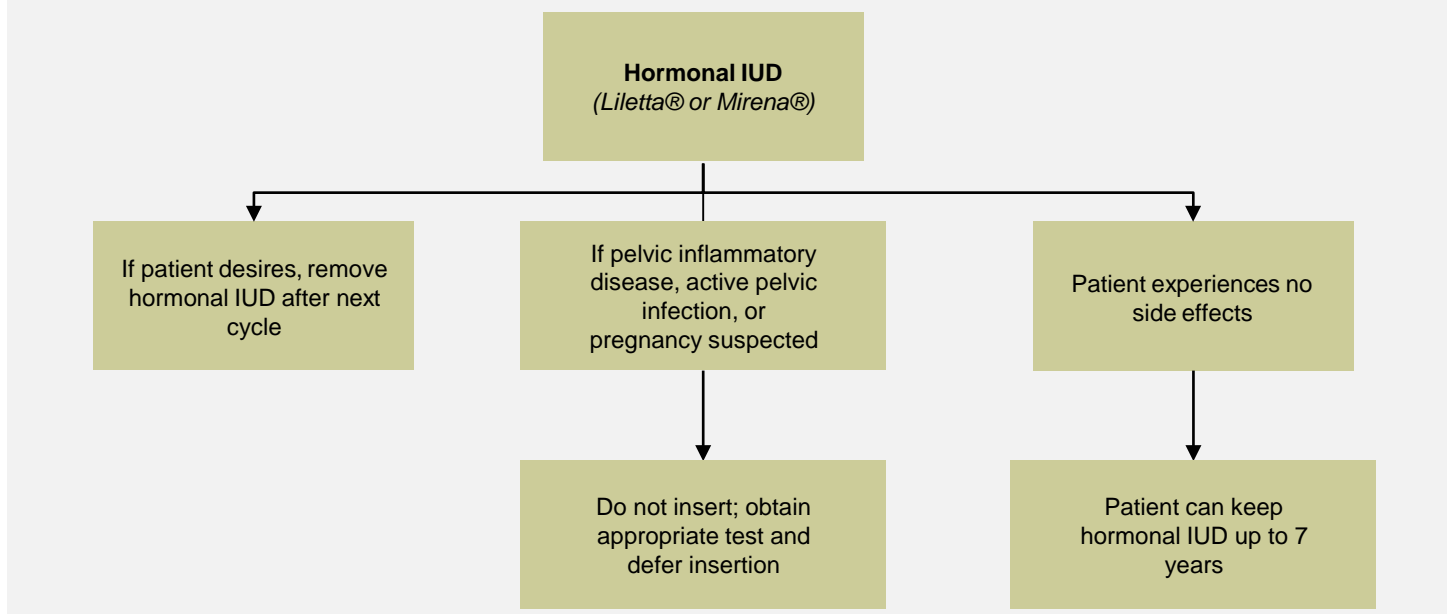 Hormonal IUD
(Liletta® or Mirena®)
If patient desires, remove
hormonal IUD after next
cycle
If pelvic inflammatory
disease, active pelvic
infection, or
pregnancy suspected
Patient experiences no
side effects
Do not insert; obtain
appropriate test and
defer insertion
Patient can keep
hormonal IUD up to 7
years